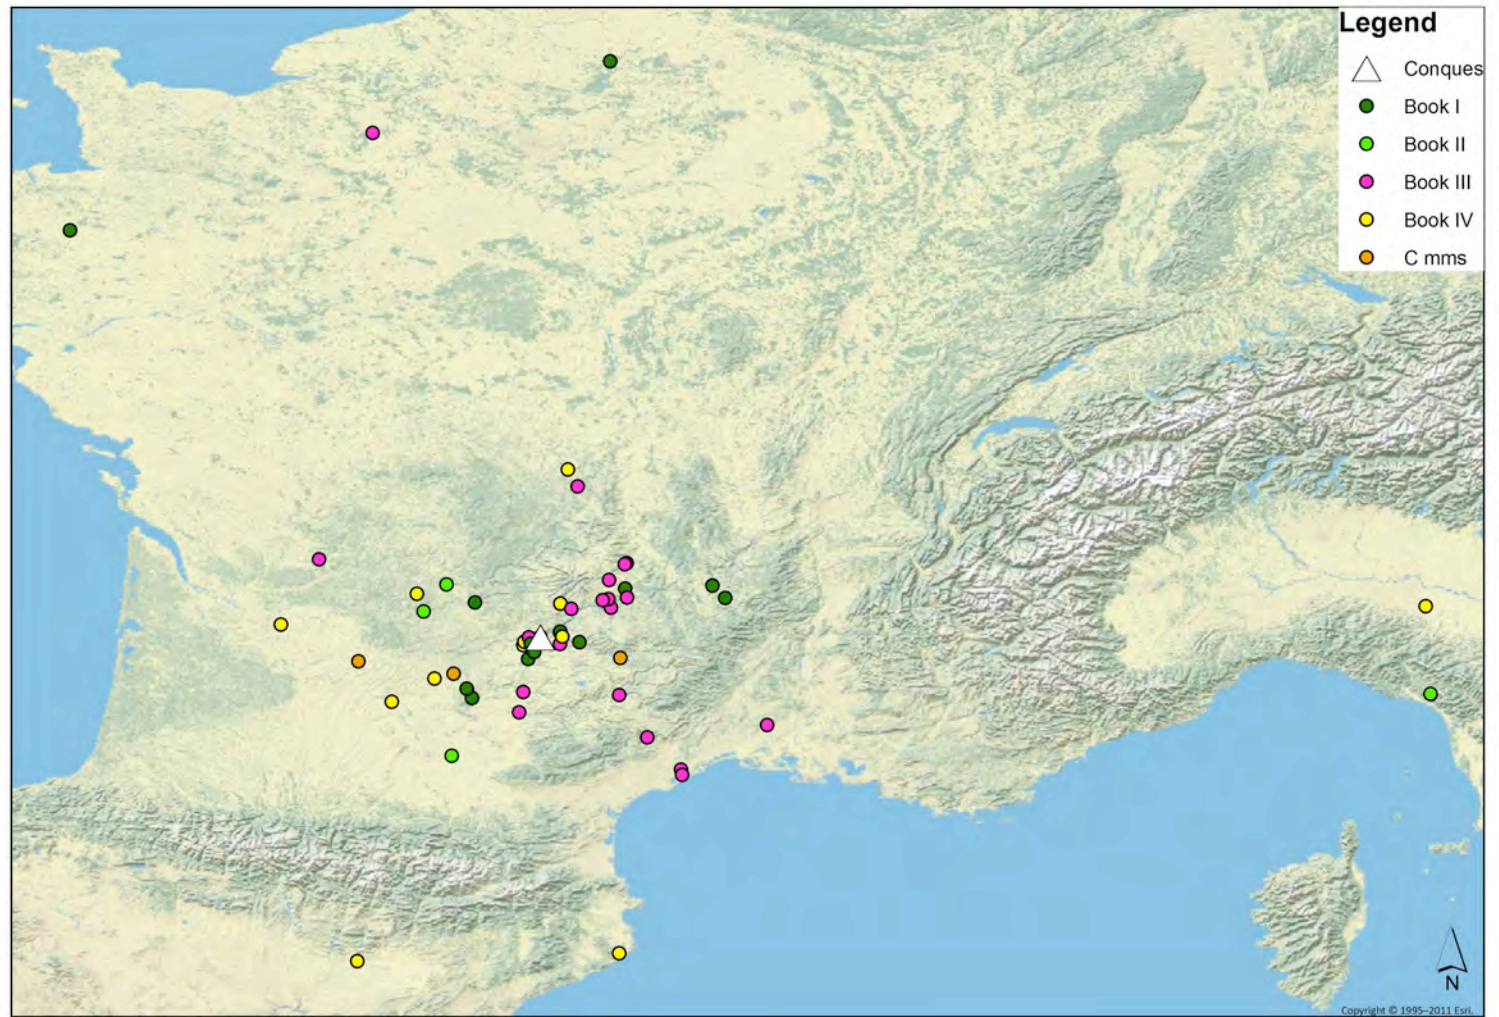 Legend
Conques
Book I
Book II
Book III
Book IV
C mms
N
Copyright © 1995–2011 Esri.